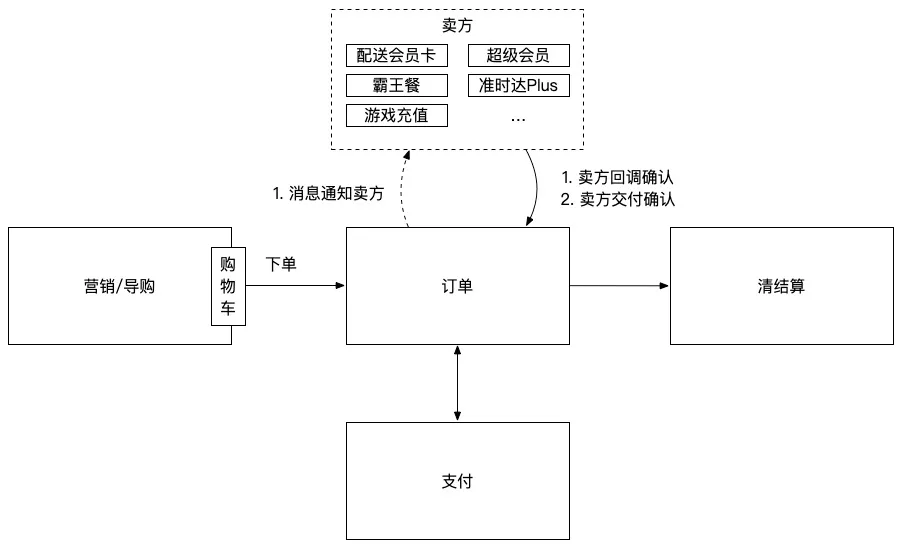 卖方
配送会员卡
超级会员
霸王餐
准时达Plus
游戏充值
...
1. 消息通知卖方
1. 卖方回调确认
2. 卖方交付确认
营销/导购
购
物
车
下单
订单
清结算
支付